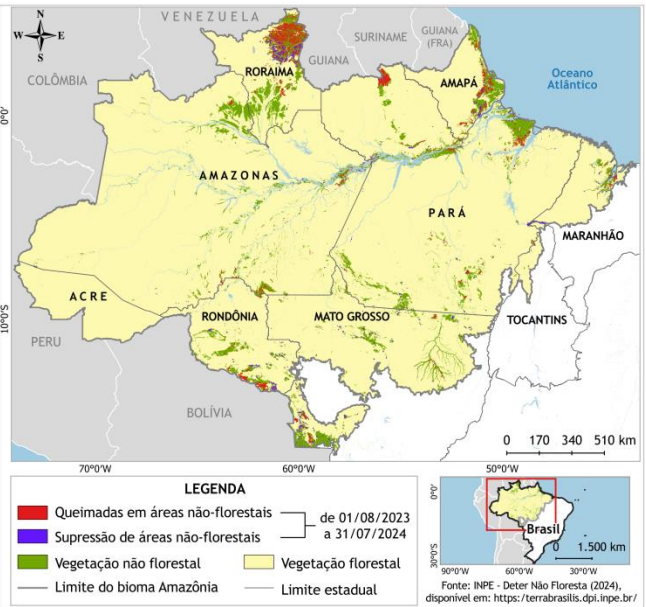 VENEZUELA
N
W E
S
SURINAME
GUIANA
(FRA)
GUIANA
COLÔMBIA
RORAIMA
AMAPÁ
Oceano
Atlântico
0°0'
AMAZONAS
PARÁ
MARANHÃO
ACRE
RONDÔNIA
MATO GROSSO
TOCANTINS
10°0'S
PERU
BOLÍVIA
0 170 340 510 km
70°0'W 60°0'W 50°0'W
LEGENDA
Queimadas em áreas não-florestais
Supressão de áreas não-florestais
de 01/08/2023
a 31/07/2024
Vegetação não florestal
Vegetação florestal
Limite do bioma Amazônia
Limite estadual
0°0'
30°0'S
Brasil
0 1.500 km
90°0'W 60°0'W 30°0'W
Fonte: INPE - Deter Não Floresta (2024),
disponível em: https:/terrabrasilis.dpi.inpe.br/